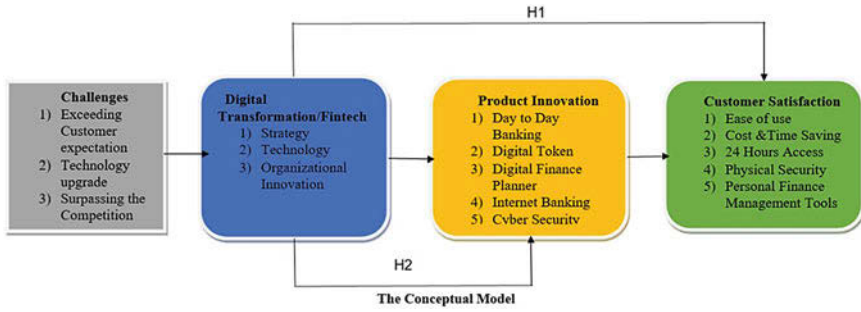 H1
Challenges
1) Exceeding
Customer
expectation
2) Technology
upgrade
3) Surpassing the
Competition
Digital
Transformation/Fintech
1) Strategy
2) Technology
3) Organizational
Innovation
Product Innovation
1) Day to Day
Banking
2) Digital Token
3) Digital Finance
Planner
4) Internet Banking
5) Cyber Security
Customer Satisfaction
1) Ease of use
2) Cost &Time Saving
3) 24 Hours Access
4) Physical Security
5) Personal Finance
Management Tools
H2
The Conceptual Model